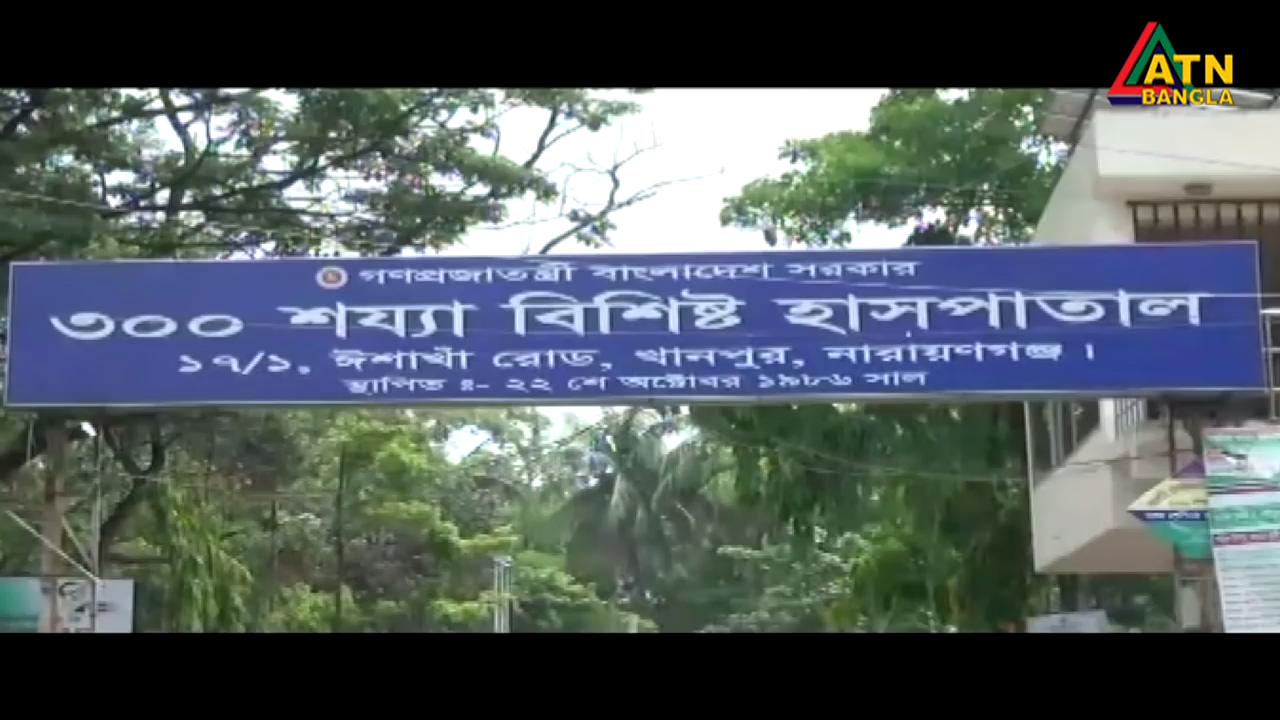 ATN
BANGLA
গণপ্রজাতন্ত্রী বাংলাদেশ সরকার
৩০০ শয্যা বিশিষ্ট হাসপাতাল
১৭/১, ঈশাখাঁ রোড, খানপুর, নারায়ণগঞ্জ।
স্থাপিত ঃ- ২২ শে অক্টোবর ১৯৮৬ সাল